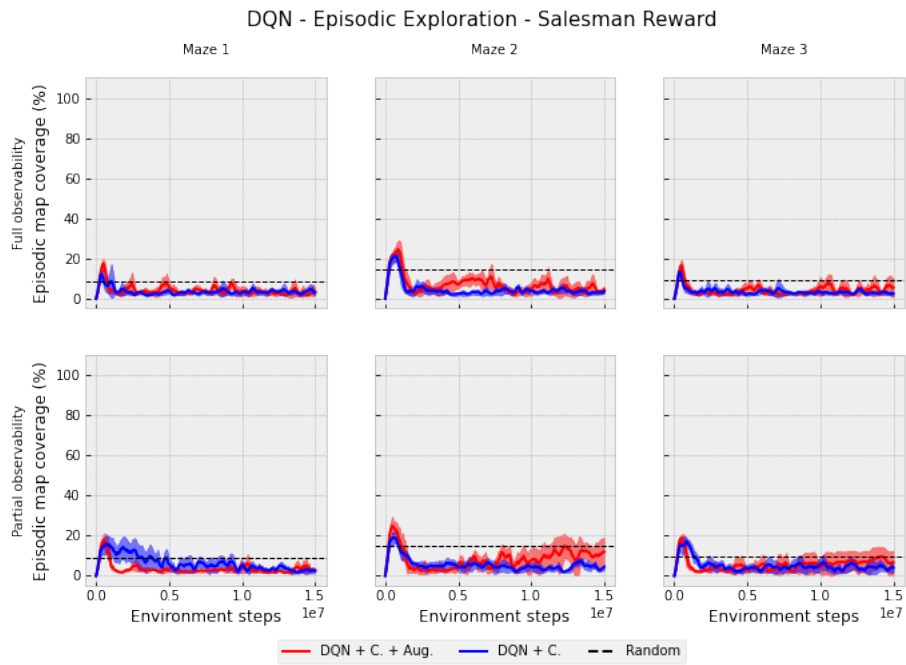 DQN - Episodic Exploration - Salesman Reward
Maze 1
Maze 2
Maze 3
Full observability
Episodic map coverage (%)
100
80
60
40
20
0
Partial observability
Episodic map coverage (%)
100
80
60
40
20
0
0.0 0.5 1.0 1.5
1e7
Environment steps
0.0 0.5 1.0 1.5
1e7
Environment steps
0.0 0.5 1.0 1.5
1e7
Environment steps
DQN + C. + Aug. DQN + C. Random